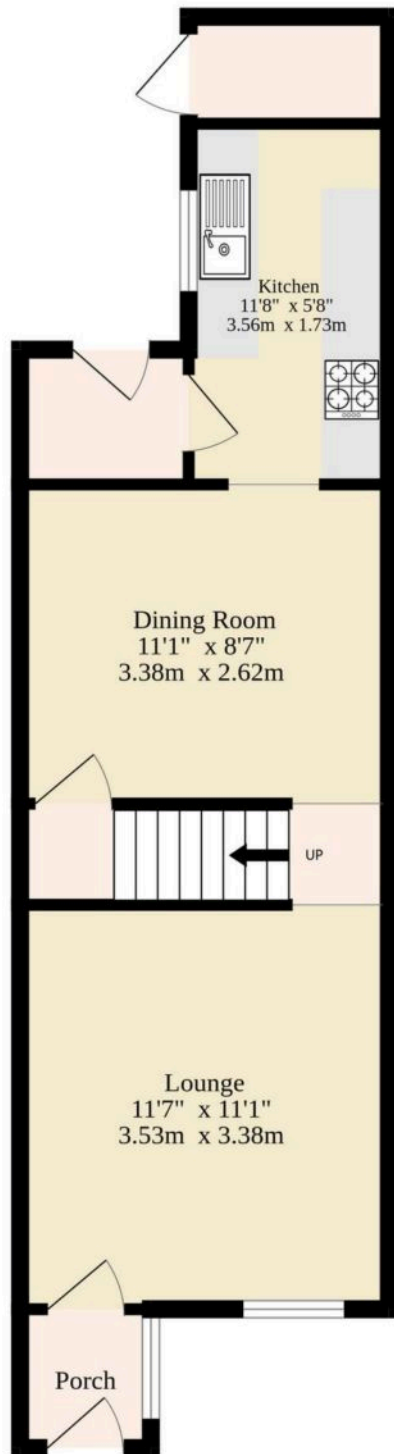 Kitchen
11'8" x 5'8"
3.56m x 1.73m
Dining Room
11'1" x 8'7"
3.38m x 2.62m
UP
Lounge
11'7" x 11'1"
3.53m x 3.38m
Porch